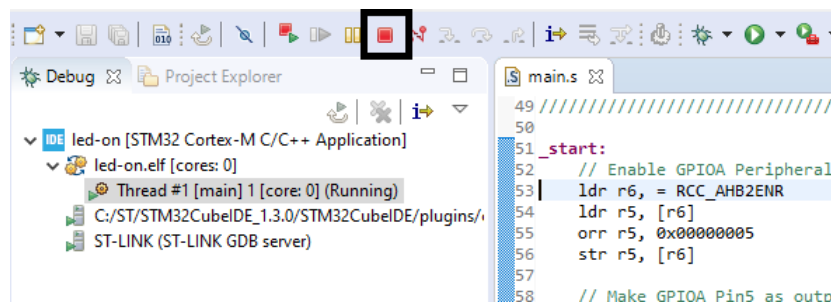 010
Debug
Project Explorer
main.s
IDE led-on [STM32 Cortex-M C/C++ Application]
led-on.elf [cores: 0]
Thread #1 [main] 1 [core: 0] (Running)
C:/ST/STM32CubeIDE_1.3.0/STM32CubeIDE/plugins/
ST-LINK (ST-LINK GDB server)
49 //////////////////////////////
50
51 _start:
52 // Enable GPIOA Peripheral
53 ldr r6, = RCC_AHB2ENR
54 ldr r5, [r6]
55 orr r5, 0x00000005
56 str r5, [r6]
57
58 // Make GPIOA Pin5 as outp